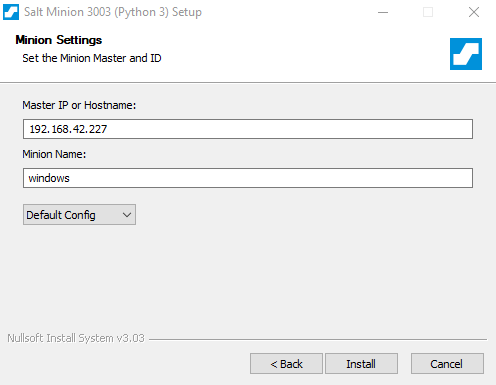 Salt Minion 3003 (Python 3) Setup
Minion Settings
Set the Minion Master and ID
Master IP or Hostname:
192.168.42.227
Minion Name:
windows
Default Config
Nullsoft Install System v3.03
< Back
Install
Cancel